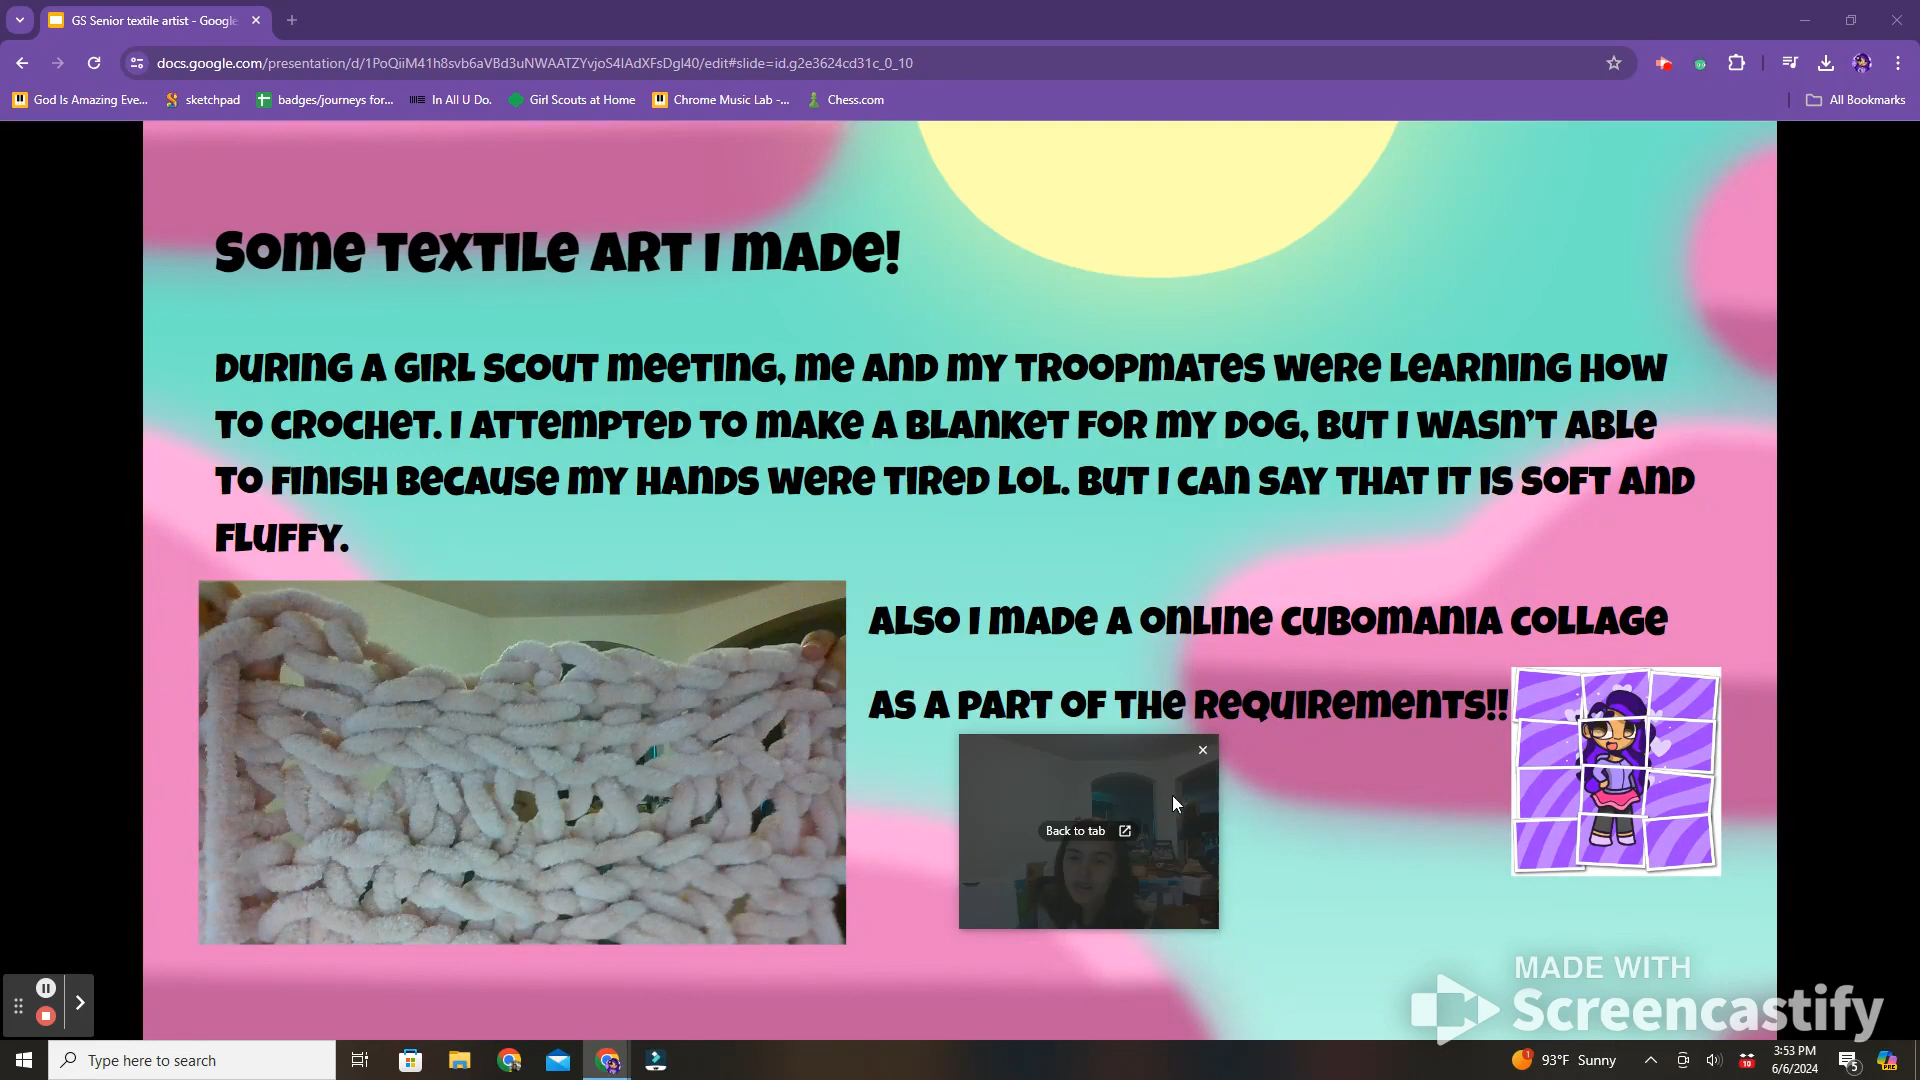 GS Senior textile artist - Google
docs.google.com/presentation/d/1PoQiiM41h8svb6aVBd3uNWAATZYvjoS4lAdXFsDgl40/edit#slide=id.g2e3624cd31c_0_10
God Is Amazing Eve... sketchpad badges/journeys for... In All U Do. Girl Scouts at Home Chrome Music Lab -... Chess.com All Bookmarks
Some Textile Art I made!
During a Girl Scout meeting, me and my troopmates were learning how
to crochet. I attempted to make a blanket for my dog, but I wasn't able
to finish because my hands were tired lol. But I can say that it is soft and
fluffy.
Also I made a online cubomania collage
as a part of the requirements!!
Back to tab
MADE WITH
Screencastify
Type here to search
1
93°F Sunny
10
3:53 PM
6/6/2024
5
PRE